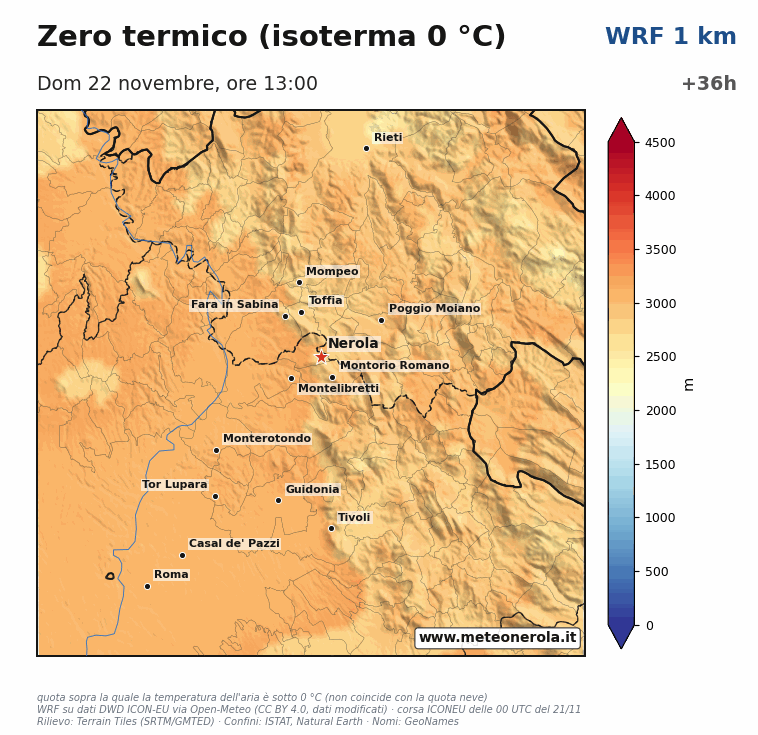 Zero termico (isoterma 0 °C)
WRF 1 km
Dom 22 novembre, ore 13:00
+36h
Rieti
Mompeo
Fara in Sabina
Toffia
Poggio Moiano
Nerola
Montorio Romano
Montelibretti
Monterotondo
Tor Lupara
Guidonia
Tivoli
Casal de' Pazzi
Roma
www.meteonerola.it
4500
4000
3500
3000
2500
2000
1500
1000
500
0
m
quota sopra la quale la temperatura dell'aria è sotto 0 °C (non coincide con la quota neve)
WRF su dati DWD ICON-EU via Open-Meteo (CC BY 4.0, dati modificati) · corsa ICONEU delle 00 UTC del 21/11
Rilievo: Terrain Tiles (SRTM/GMTED) · Confini: ISTAT, Natural Earth · Nomi: GeoNames